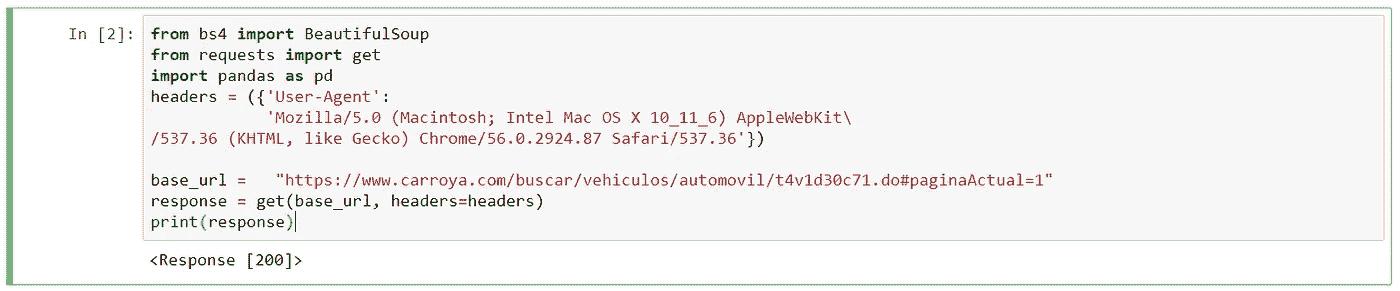 In [2]: from bs4 import BeautifulSoup
from requests import get
import pandas as pd
headers = ({'User-Agent':
            'Mozilla/5.0 (Macintosh; Intel Mac OS X 10_11_6) AppleWebKit\
/537.36 (KHTML, like Gecko) Chrome/56.0.2924.87 Safari/537.36'})
base_url =   "https://www.carroya.com/buscar/vehiculos/automovil/t4v1d30c71.do#paginaActual=1"
response = get(base_url, headers=headers)
print(response)
<Response [200]>